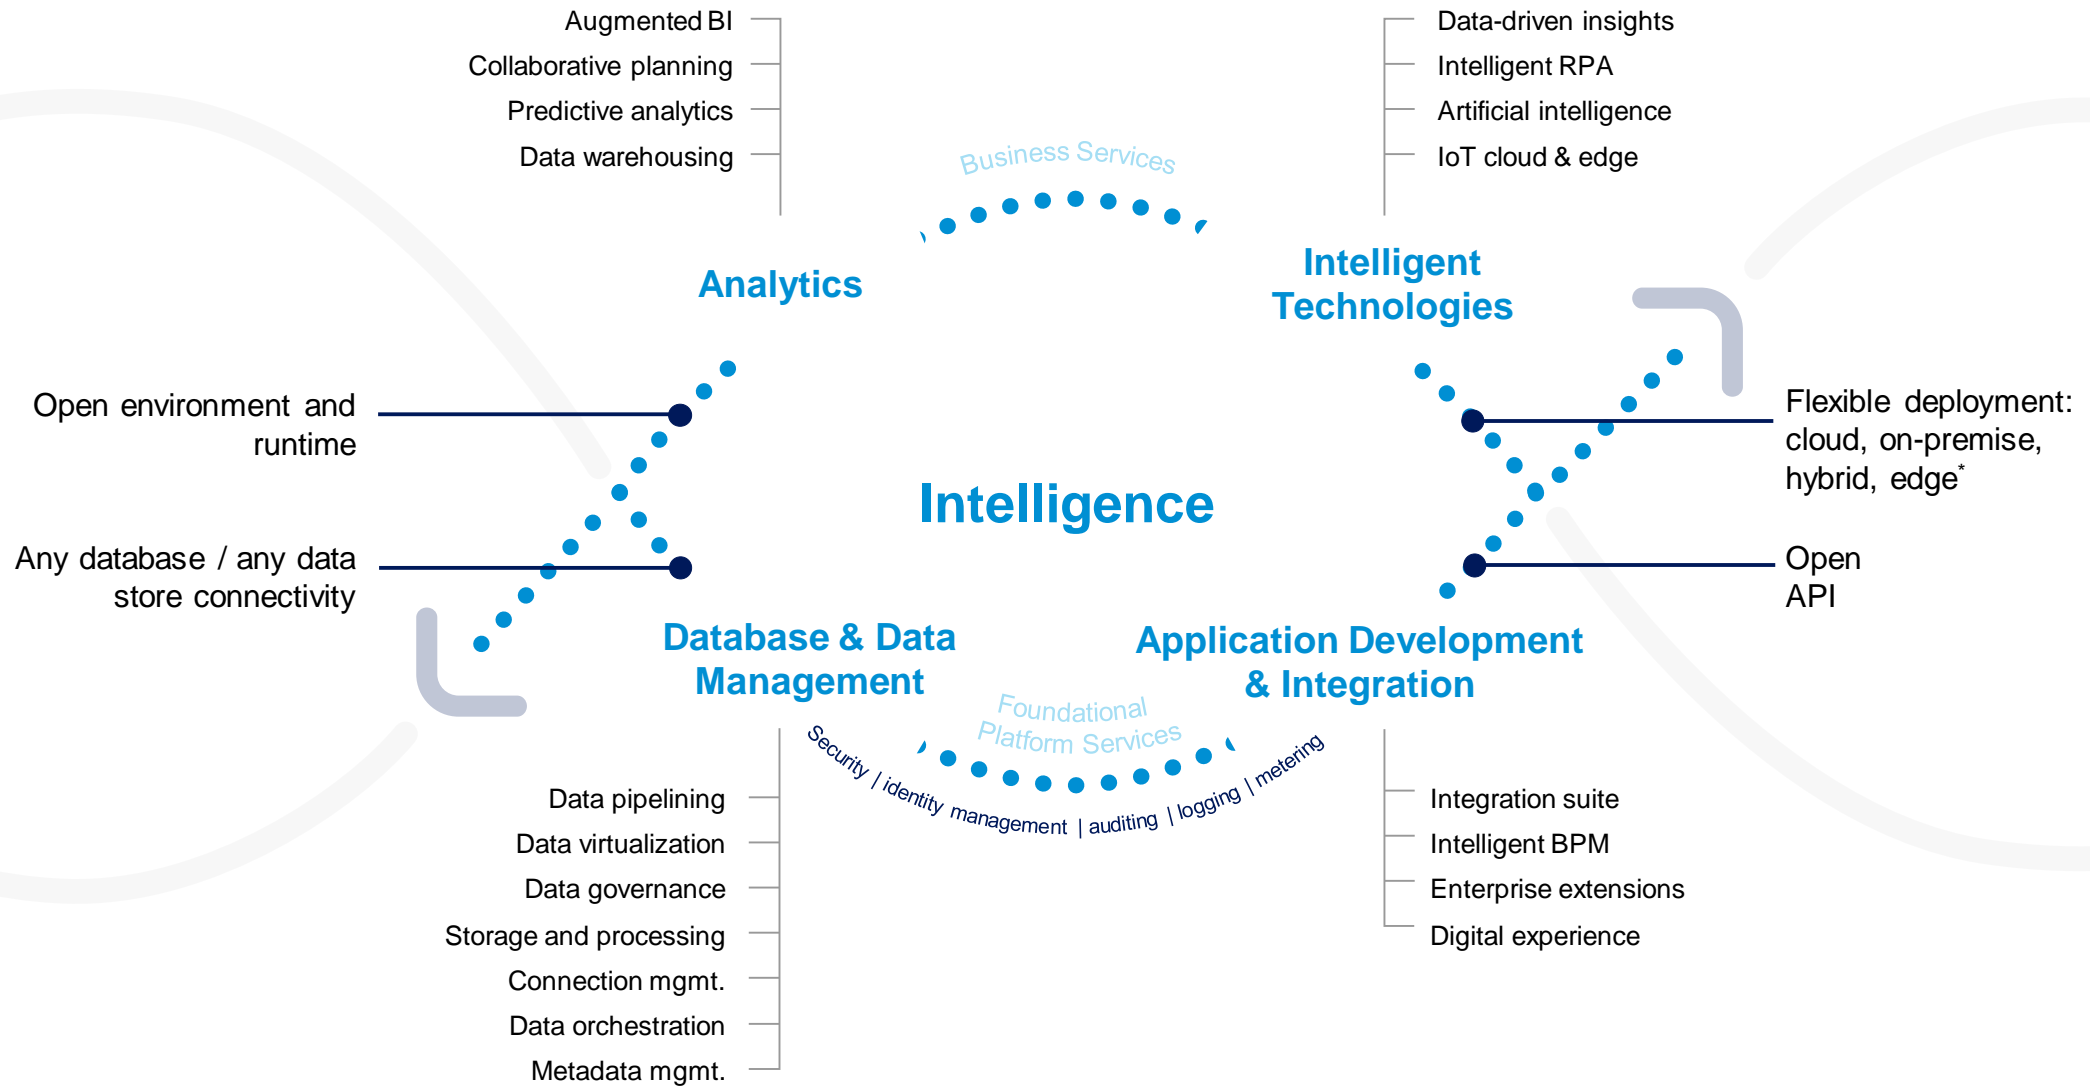 Augmented BI
Collaborative planning
Predictive analytics
Data warehousing
Data-driven insights
Intelligent RPA
Artificial intelligence
IoT cloud & edge
Business Services
Analytics
Intelligent
Technologies
Open environment and
runtime
Any database / any data
store connectivity
Intelligence
Flexible deployment:
cloud, on-premise,
hybrid, edge*
Open
API
Database & Data
Management
Application Development
& Integration
Foundational
Platform Services
Security | identity management | auditing | logging | metering
Data pipelining
Data virtualization
Data governance
Storage and processing
Connection mgmt.
Data orchestration
Metadata mgmt.
Integration suite
Intelligent BPM
Enterprise extensions
Digital experience